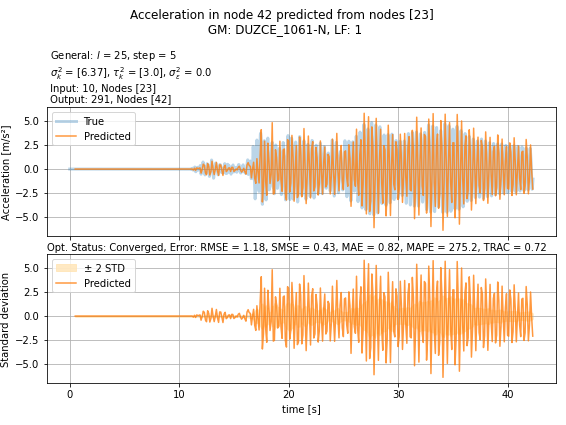 Acceleration in node 42 predicted from nodes [23]
GM: DUZCE_1061-N, LF: 1
General: l = 25, step = 5
σ²ₖ = [6.37], τ²ₖ = [3.0], σ²ε = 0.0
Input: 10, Nodes [23]
Output: 291, Nodes [42]
Acceleration [m/s²]
5.0
2.5
0.0
−2.5
−5.0
True
Predicted
Opt. Status: Converged, Error: RMSE = 1.18, SMSE = 0.43, MAE = 0.82, MAPE = 275.2, TRAC = 0.72
Standard deviation
5.0
2.5
0.0
−2.5
−5.0
± 2 STD
Predicted
0 10 20 30 40
time [s]